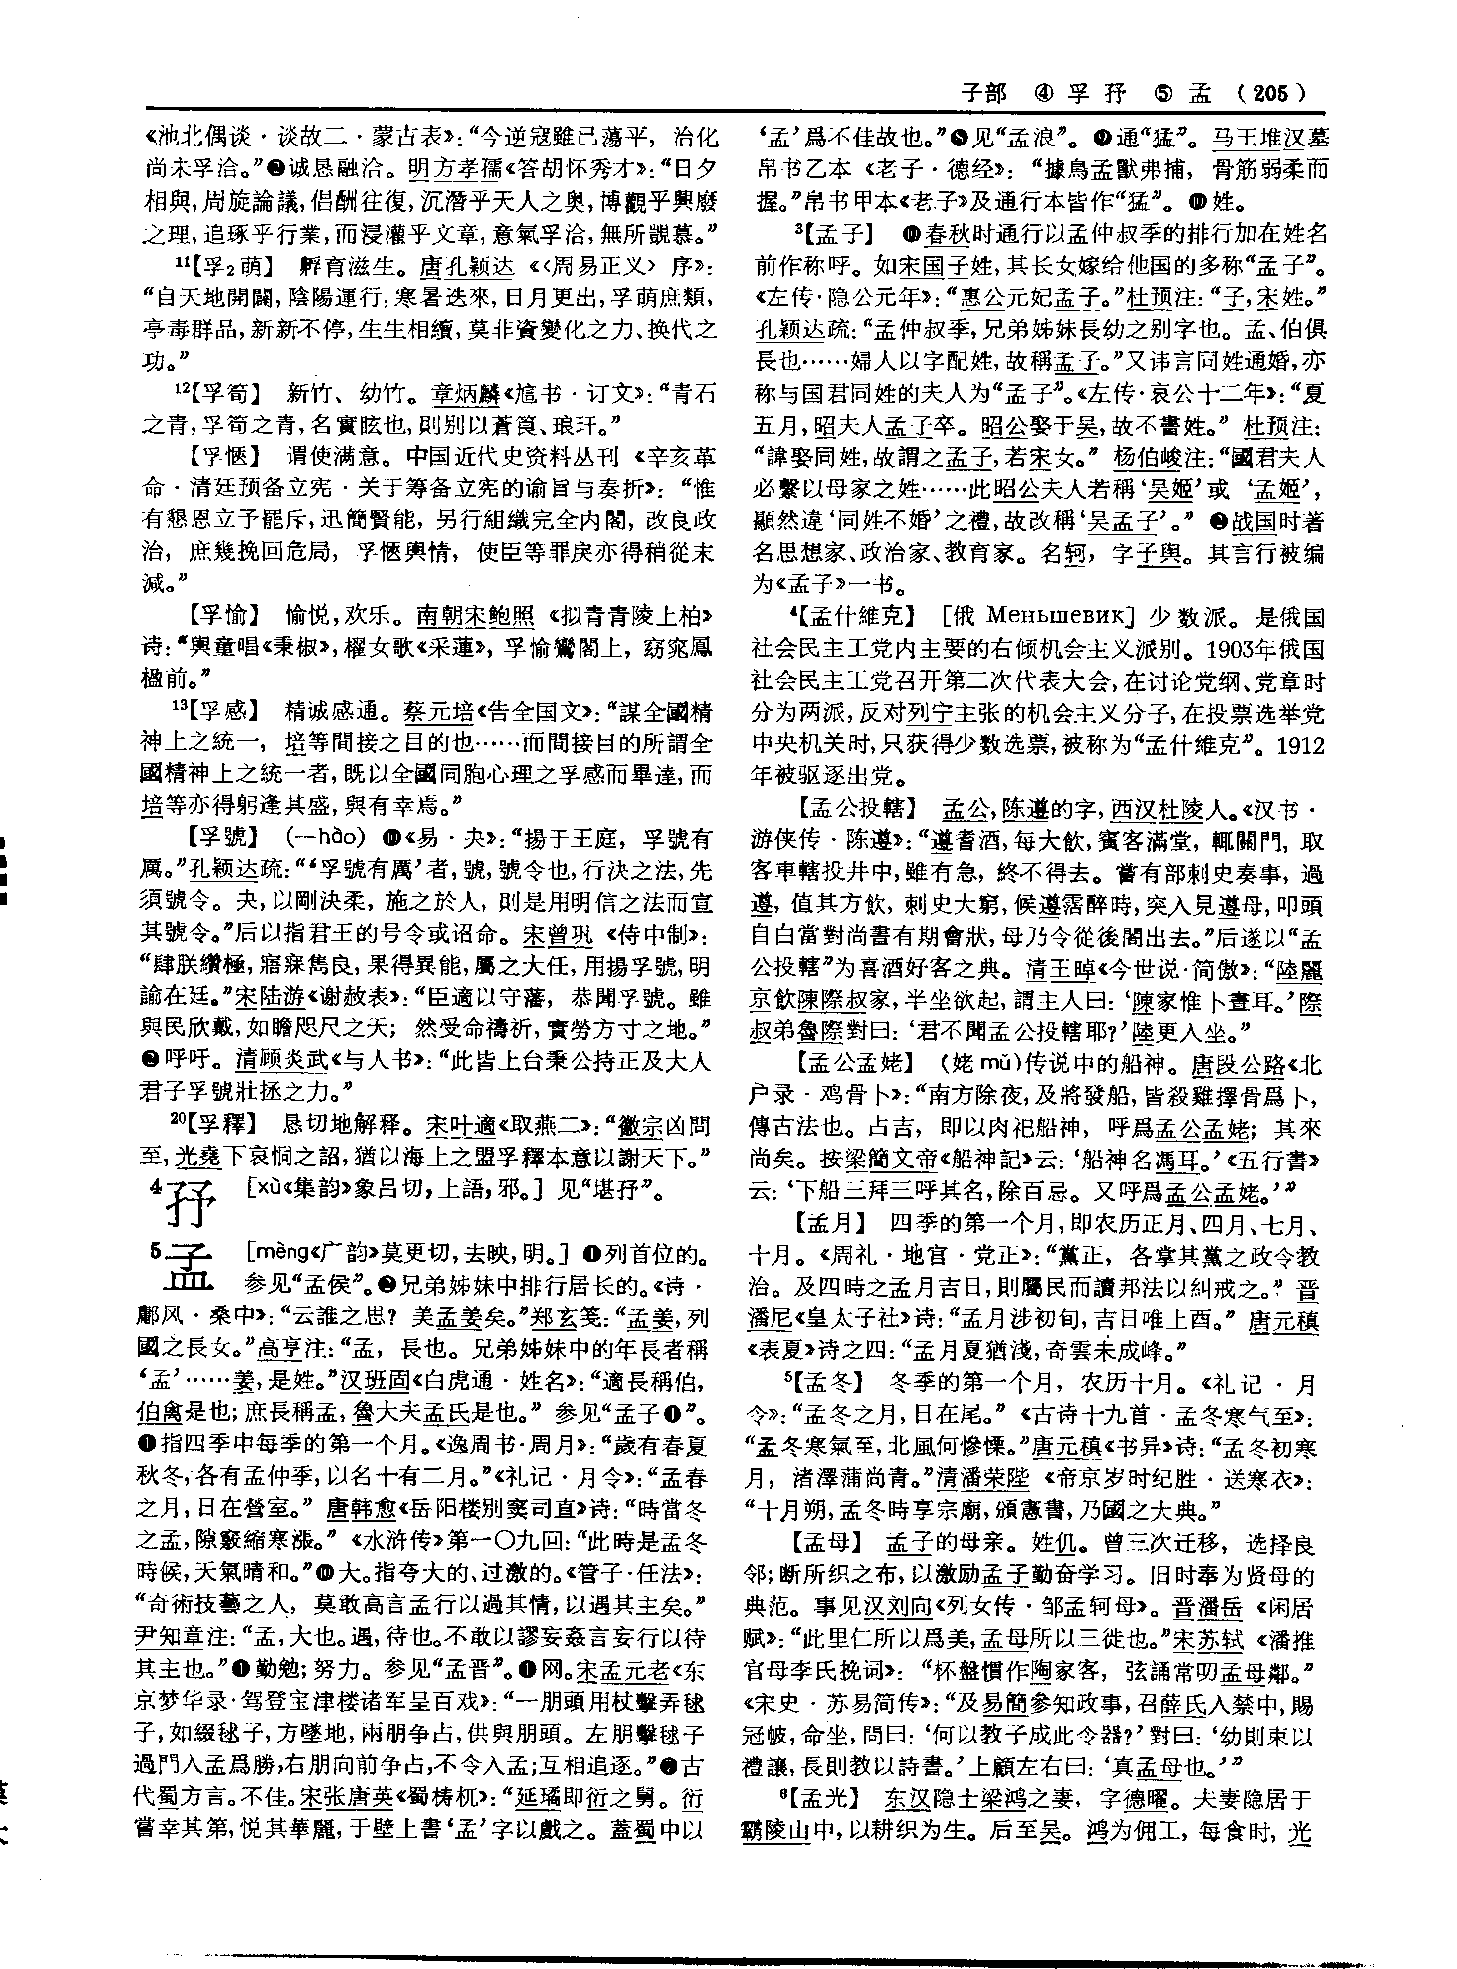 子部 ④ 孚 㜿 ⑤ 孟 (205)
《池北偶谈·谈故二·蒙古表》：“今逆寇雖已蕩平，治化
尚未孚洽。”❷诚恳融洽。明方孝孺《答胡怀秀才》：“日夕
相與，周旋論議，倡酬往復，沉潛乎天人之奥，博觀乎興廢
之理，追琢乎行業，而浸灌乎文章，意氣孚洽，無所覬慕。”
¹¹【孚₂萌】 孵育滋生。唐孔颖达《〈周易正义〉序》：
“自天地開闢，陰陽運行，寒暑迭來，日月更出，孚萌庶類，
亭毒群品，新新不停，生生相續，莫非資變化之力、换代之
功。”
¹²【孚筍】 新竹、幼竹。章炳麟《訄书·订文》：“青石
之青，孚筍之青，名實眩也，則别以蒼筤、琅玕。”
【孚愜】 谓使满意。中国近代史资料丛刊《辛亥革
命·清廷预备立宪·关于筹备立宪的谕旨与奏折》：“惟
有懇恩立予罷斥，迅簡賢能，另行組織完全内閣，改良政
治，庶幾挽回危局，孚愜輿情，使臣等罪戾亦得稍從末
減。”
【孚愉】 愉悦，欢乐。南朝宋鲍照《拟青青陵上柏》
诗：“輿童唱《秉椒》，櫂女歌《采蓮》，孚愉鸞閣上，窈窕鳳
楹前。”
¹³【孚感】 精诚感通。蔡元培《告全国文》：“謀全國精
神上之統一，培等間接之目的也……而間接目的所謂全
國精神上之統一者，既以全國同胞心理之孚感而畢達，而
培等亦得躬逢其盛，與有幸焉。”
【孚號】 (—hào) ❶《易·夬》：“揚于王庭，孚號有
厲。”孔颖达疏：“‘孚號有厲’者，號，號令也，行決之法，先
須號令。夬，以剛決柔，施之於人，則是用明信之法而宣
其號令。”后以指君王的号令或诏命。宋曾巩《侍中制》：
“肆朕纘極，寤寐雋良，果得異能，屬之大任，用揚孚號，明
諭在廷。”宋陆游《谢赦表》：“臣適以守藩，恭聞孚號。雖
與民欣戴，如瞻咫尺之天；然受命禱祈，實勞方寸之地。”
❷呼吁。清顾炎武《与人书》：“此皆上台秉公持正及大人
君子孚號壯拯之力。”
²⁰【孚釋】 恳切地解释。宋叶適《取燕二》：“徽宗凶問
至，光堯下哀恫之詔，猶以海上之盟孚釋本意以謝天下。”
4㜿 [xù《集韵》象吕切，上語，邪。] 见“堪㜿”。
5孟 [mèng《广韵》莫更切，去映，明。] ❶列首位的。
参见“孟侯”。❷兄弟姊妹中排行居长的。《诗·
鄘风·桑中》：“云誰之思？美孟姜矣。”郑玄笺：“孟姜，列
國之長女。”高亨注：“孟，長也。兄弟姊妹中的年長者稱
‘孟’……姜，是姓。”汉班固《白虎通·姓名》：“適長稱伯，
伯禽是也；庶長稱孟，魯大夫孟氏是也。”参见“孟子❶”。
❸指四季中每季的第一个月。《逸周书·周月》：“歲有春夏
秋冬，各有孟仲季，以名十有二月。”《礼记·月令》：“孟春
之月，日在營室。”唐韩愈《岳阳楼别窦司直》诗：“時當冬
之孟，隙竅縮寒漲。”《水浒传》第一〇九回：“此時是孟冬
時候，天氣晴和。”❹大。指夸大的、过激的。《管子·任法》：
“奇術技藝之人，莫敢高言孟行以過其情，以遇其主矣。”
尹知章注：“孟，大也。遇，待也。不敢以謬妄姦言妄行以待
其主也。”❺勤勉；努力。参见“孟晋”。❻网。宋孟元老《东
京梦华录·驾登宝津楼诸军呈百戏》：“一朋頭用杖擊弄毬
子，如綴毬子，方墜地，兩朋争占，供與朋頭。左朋擊毬子
過門入孟爲勝，右朋向前争占，不令入孟；互相追逐。”❼古
代蜀方言。不佳。宋张唐英《蜀梼杌》：“延璚即衍之舅。衍
嘗幸其第，悦其華麗，于壁上書‘孟’字以戲之。蓋蜀中以
‘孟’爲不佳故也。”❽见“孟浪”。❾通“猛”。马王堆汉墓
帛书乙本《老子·德经》：“據鳥孟獸弗捕，骨筋弱柔而
握。”帛书甲本《老子》及通行本皆作“猛”。❿姓。
³【孟子】 ❶春秋时通行以孟仲叔季的排行加在姓名
前作称呼。如宋国子姓，其长女嫁给他国的多称“孟子”。
《左传·隐公元年》：“惠公元妃孟子。”杜预注：“子，宋姓。”
孔颖达疏：“孟仲叔季，兄弟姊妹長幼之别字也。孟、伯俱
長也……婦人以字配姓，故稱孟子。”又讳言同姓通婚，亦
称与国君同姓的夫人为“孟子”。《左传·哀公十二年》：“夏
五月，昭夫人孟子卒。昭公娶于吴，故不書姓。”杜预注：
“諱娶同姓，故謂之孟子，若宋女。”杨伯峻注：“國君夫人
必繫以母家之姓……此昭公夫人若稱‘吴姬’或‘孟姬’，
顯然違‘同姓不婚’之禮，故改稱‘吴孟子’。”❷战国时著
名思想家、政治家、教育家。名轲，字子舆。其言行被编
为《孟子》一书。
⁴【孟什維克】 [俄 Меньшевик] 少数派。是俄国
社会民主工党内主要的右倾机会主义派别。1903年俄国
社会民主工党召开第二次代表大会，在讨论党纲、党章时
分为两派，反对列宁主张的机会主义分子，在投票选举党
中央机关时，只获得少数选票，被称为“孟什維克”。1912
年被驱逐出党。
【孟公投轄】 孟公，陈遵的字，西汉杜陵人。《汉书·
游侠传·陈遵》：“遵耆酒，每大飲，賓客滿堂，輒關門，取
客車轄投井中，雖有急，終不得去。嘗有部刺史奏事，過
遵，值其方飲，刺史大窮，候遵霑醉時，突入見遵母，叩頭
自白當對尚書有期會狀，母乃令從後閤出去。”后遂以“孟
公投轄”为喜酒好客之典。清王晫《今世说·简傲》：“陸麗
京飲陳際叔家，半坐欲起，謂主人曰：‘陳家惟卜晝耳。’際
叔弟魯際對曰：‘君不聞孟公投轄耶？’陸更入坐。”
【孟公孟姥】 (姥mǔ)传说中的船神。唐段公路《北
户录·鸡骨卜》：“南方除夜，及將發船，皆殺雞擇骨爲卜，
傳古法也。占吉，即以肉祀船神，呼爲孟公孟姥；其來
尚矣。按梁簡文帝《船神記》云：‘船神名馮耳。’《五行書》
云：‘下船三拜三呼其名，除百忌。又呼爲孟公孟姥。’”
【孟月】 四季的第一个月，即农历正月、四月、七月、
十月。《周礼·地官·党正》：“黨正，各掌其黨之政令教
治。及四時之孟月吉日，則屬民而讀邦法以糾戒之。”晋
潘尼《皇太子社》诗：“孟月涉初旬，吉日唯上酉。”唐元稹
《表夏》诗之四：“孟月夏猶淺，奇雲未成峰。”
⁵【孟冬】 冬季的第一个月，农历十月。《礼记·月
令》：“孟冬之月，日在尾。”《古诗十九首·孟冬寒气至》：
“孟冬寒氣至，北風何慘慄。”唐元稹《书异》诗：“孟冬初寒
月，渚澤蒲尚青。”清潘荣陛《帝京岁时纪胜·送寒衣》：
“十月朔，孟冬時享宗廟，頒憲書，乃國之大典。”
【孟母】 孟子的母亲。姓仉。曾三次迁移，选择良
邻；断所织之布，以激励孟子勤奋学习。旧时奉为贤母的
典范。事见汉刘向《列女传·邹孟轲母》。晋潘岳《闲居
赋》：“此里仁所以爲美，孟母所以三徙也。”宋苏轼《潘推
官母李氏挽词》：“杯盤慣作陶家客，弦誦常叨孟母鄰。”
《宋史·苏易简传》：“及易簡參知政事，召薛氏入禁中，賜
冠帔，命坐，問曰：‘何以教子成此令器？’對曰：‘幼則束以
禮讓，長則教以詩書。’上顧左右曰：‘真孟母也。’”
⁶【孟光】 东汉隐士梁鸿之妻，字德曜。夫妻隐居于
霸陵山中，以耕织为生。后至吴。鸿为佣工，每食时，光